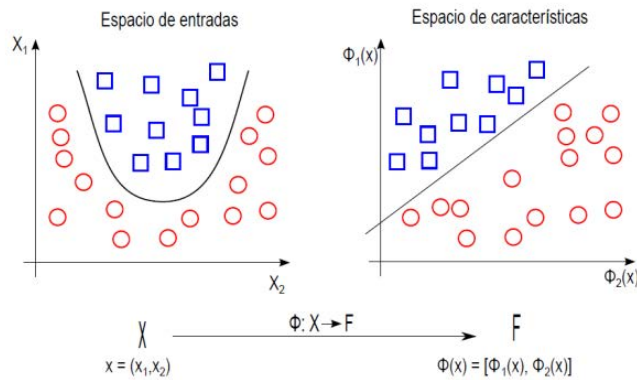 Espacio de entradas
Espacio de características
X₁
Φ₁(x)
X₂
Φ₂(x)
X
Φ: X→F
F
x = (x₁,x₂)
Φ(x) = [Φ₁(x), Φ₂(x)]